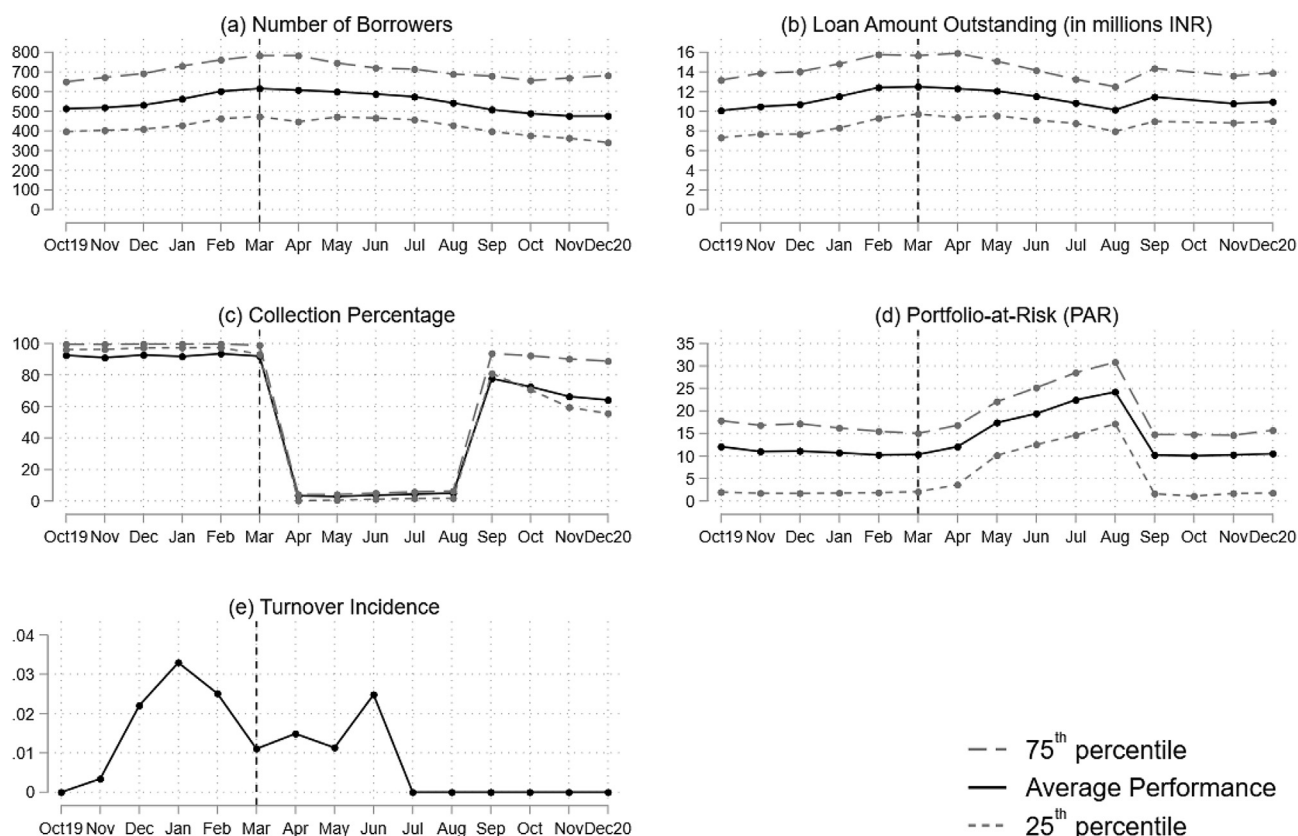 (a) Number of Borrowers
800
700
600
500
400
300
200
100
0
Oct19 Nov Dec Jan Feb Mar Apr May Jun Jul Aug Sep Oct NovDec20
(b) Loan Amount Outstanding (in millions INR)
16
14
12
10
8
6
4
2
0
Oct19 Nov Dec Jan Feb Mar Apr May Jun Jul Aug Sep Oct NovDec20
(c) Collection Percentage
100
80
60
40
20
0
Oct19 Nov Dec Jan Feb Mar Apr May Jun Jul Aug Sep Oct NovDec20
(d) Portfolio-at-Risk (PAR)
35
30
25
20
15
10
5
0
Oct19 Nov Dec Jan Feb Mar Apr May Jun Jul Aug Sep Oct NovDec20
(e) Turnover Incidence
.04
.03
.02
.01
0
Oct19 Nov Dec Jan Feb Mar Apr May Jun Jul Aug Sep Oct NovDec20
75th percentile
Average Performance
25th percentile